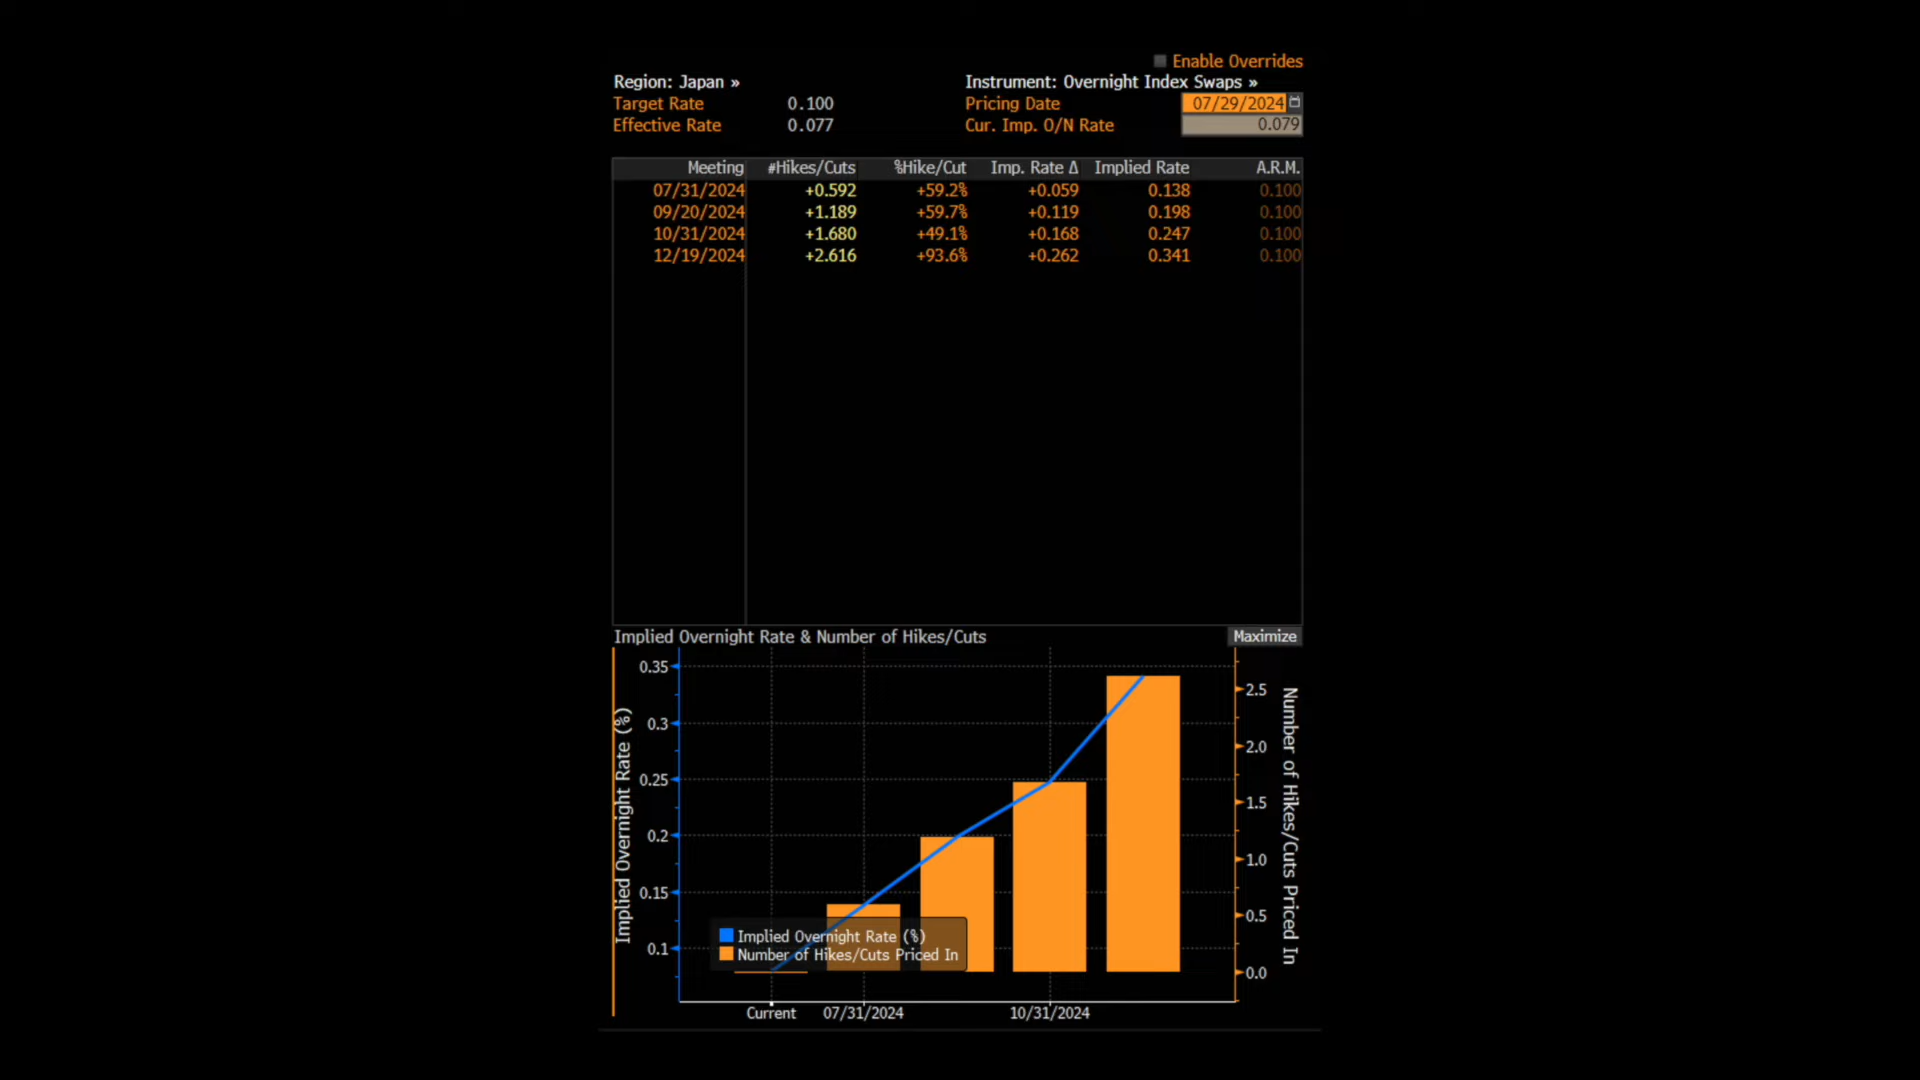 Enable Overrides
Region: Japan » Instrument: Overnight Index Swaps »
Target Rate 0.100 Pricing Date 07/29/2024
Effective Rate 0.077 Cur. Imp. O/N Rate 0.079
Meeting #Hikes/Cuts %Hike/Cut Imp. Rate Δ Implied Rate A.R.M.
07/31/2024 +0.592 +59.2% +0.059 0.138 0.100
09/20/2024 +1.189 +59.7% +0.119 0.198 0.100
10/31/2024 +1.680 +49.1% +0.168 0.247 0.100
12/19/2024 +2.616 +93.6% +0.262 0.341 0.100
Implied Overnight Rate & Number of Hikes/Cuts Maximize
Implied Overnight Rate (%)
0.35
0.3
0.25
0.2
0.15
0.1
2.5
2.0
1.5
1.0
0.5
0.0
Number of Hikes/Cuts Priced In
Implied Overnight Rate (%)
Number of Hikes/Cuts Priced In
Current 07/31/2024 10/31/2024